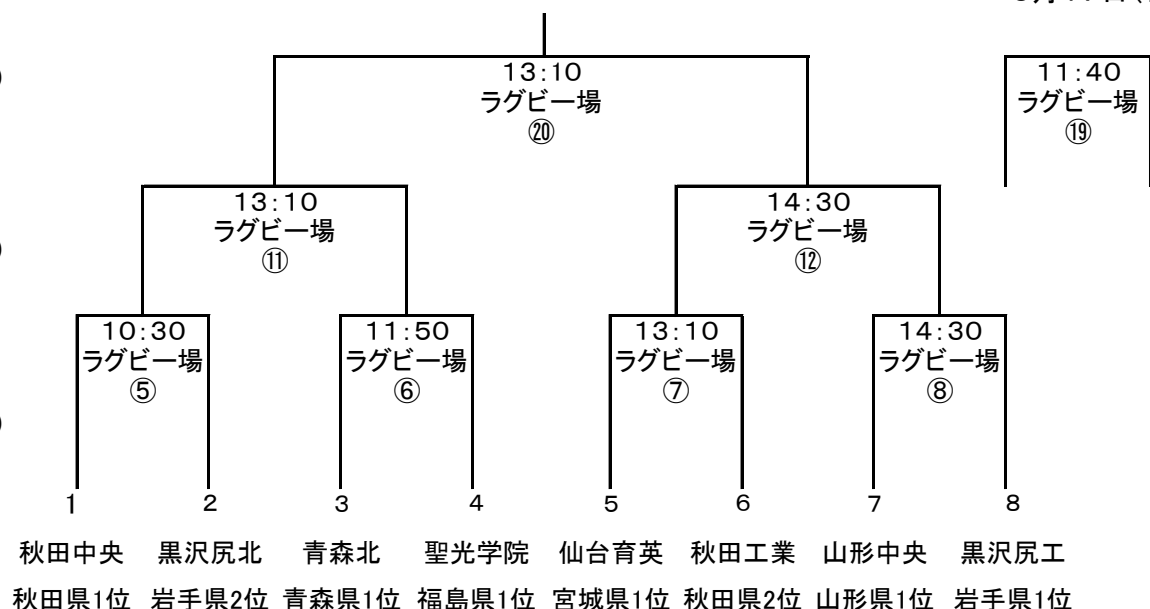 13:10
ラグビー場
⑳
11:40
ラグビー場
⑲
13:10
ラグビー場
⑪
14:30
ラグビー場
⑫
10:30
ラグビー場
⑤
11:50
ラグビー場
⑥
13:10
ラグビー場
⑦
14:30
ラグビー場
⑧
1 2 3 4 5 6 7 8
秋田中央 黒沢尻北 青森北 聖光学院 仙台育英 秋田工業 山形中央 黒沢尻工
秋田県1位 岩手県2位 青森県1位 福島県1位 宮城県1位 秋田県2位 山形県1位 岩手県1位